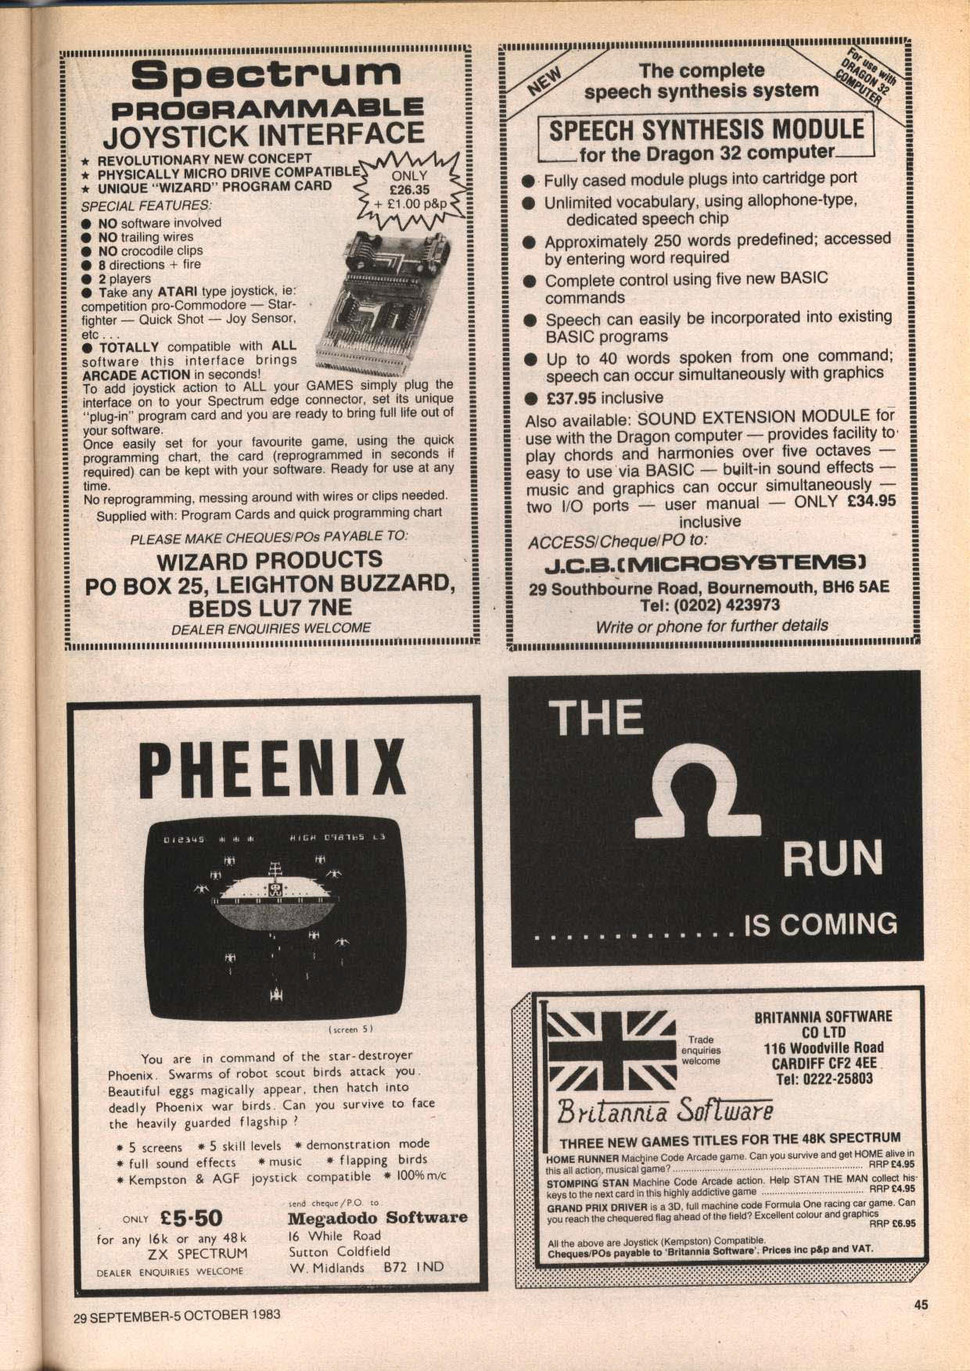 Spectrum
PROGRAMMABLE
JOYSTICK INTERFACE
★ REVOLUTIONARY NEW CONCEPT
★ PHYSICALLY MICRO DRIVE COMPATIBLE
★ UNIQUE "WIZARD" PROGRAM CARD
ONLY
£26.35
+ £1.00 p&p
SPECIAL FEATURES:
● NO software involved
● NO trailing wires
● NO crocodile clips
● 8 directions + fire
● 2 players
● Take any ATARI type joystick, ie:
competition pro-Commodore — Star-
fighter — Quick Shot — Joy Sensor,
etc . . .
● TOTALLY compatible with ALL
software this interface brings
ARCADE ACTION in seconds!
To add joystick action to ALL your GAMES simply plug the
interface on to your Spectrum edge connector, set its unique
"plug-in" program card and you are ready to bring full life out of
your software.
Once easily set for your favourite game, using the quick
programming chart, the card (reprogrammed in seconds if
required) can be kept with your software. Ready for use at any
time.
No reprogramming, messing around with wires or clips needed.
Supplied with: Program Cards and quick programming chart
PLEASE MAKE CHEQUES/POs PAYABLE TO:
WIZARD PRODUCTS
PO BOX 25, LEIGHTON BUZZARD,
BEDS LU7 7NE
DEALER ENQUIRIES WELCOME
NEW
The complete
speech synthesis system
For use with
DRAGON 32
COMPUTER
SPEECH SYNTHESIS MODULE
for the Dragon 32 computer
● Fully cased module plugs into cartridge port
● Unlimited vocabulary, using allophone-type,
dedicated speech chip
● Approximately 250 words predefined; accessed
by entering word required
● Complete control using five new BASIC
commands
● Speech can easily be incorporated into existing
BASIC programs
● Up to 40 words spoken from one command;
speech can occur simultaneously with graphics
● £37.95 inclusive
Also available: SOUND EXTENSION MODULE for
use with the Dragon computer — provides facility to
play chords and harmonies over five octaves —
easy to use via BASIC — built-in sound effects —
music and graphics can occur simultaneously —
two I/O ports — user manual — ONLY £34.95
inclusive
ACCESS/Cheque/PO to:
J.C.B.(MICROSYSTEMS)
29 Southbourne Road, Bournemouth, BH6 5AE
Tel: (0202) 423973
Write or phone for further details
PHEENIX
012345 * * * HIGH 098765 L3
(screen 5)
You are in command of the star-destroyer
Phoenix. Swarms of robot scout birds attack you.
Beautiful eggs magically appear, then hatch into
deadly Phoenix war birds. Can you survive to face
the heavily guarded flagship ?
* 5 screens * 5 skill levels * demonstration mode
* full sound effects * music * flapping birds
* Kempston & AGF joystick compatible * 100% m/c
ONLY £5·50
for any 16k or any 48k
ZX SPECTRUM
DEALER ENQUIRIES WELCOME
send cheque/P.O. to
Megadodo Software
16 While Road
Sutton Coldfield
W. Midlands B72 1ND
THE
Ω
RUN
............. IS COMING
Trade
enquiries
welcome
BRITANNIA SOFTWARE
CO LTD
116 Woodville Road
CARDIFF CF2 4EE
Tel: 0222-25803
Britannia Software
THREE NEW GAMES TITLES FOR THE 48K SPECTRUM
HOME RUNNER Machine Code Arcade game. Can you survive and get HOME alive in
this all action, musical game? ........ RRP £4.95
STOMPING STAN Machine Code Arcade action. Help STAN THE MAN collect his
keys to the next card in this highly addictive game ........ RRP £4.95
GRAND PRIX DRIVER is a 3D, full machine code Formula One racing car game. Can
you reach the chequered flag ahead of the field? Excellent colour and graphics
RRP £6.95
All the above are Joystick (Kempston) Compatible.
Cheques/POs payable to 'Britannia Software'. Prices inc p&p and VAT.
29 SEPTEMBER-5 OCTOBER 1983
45